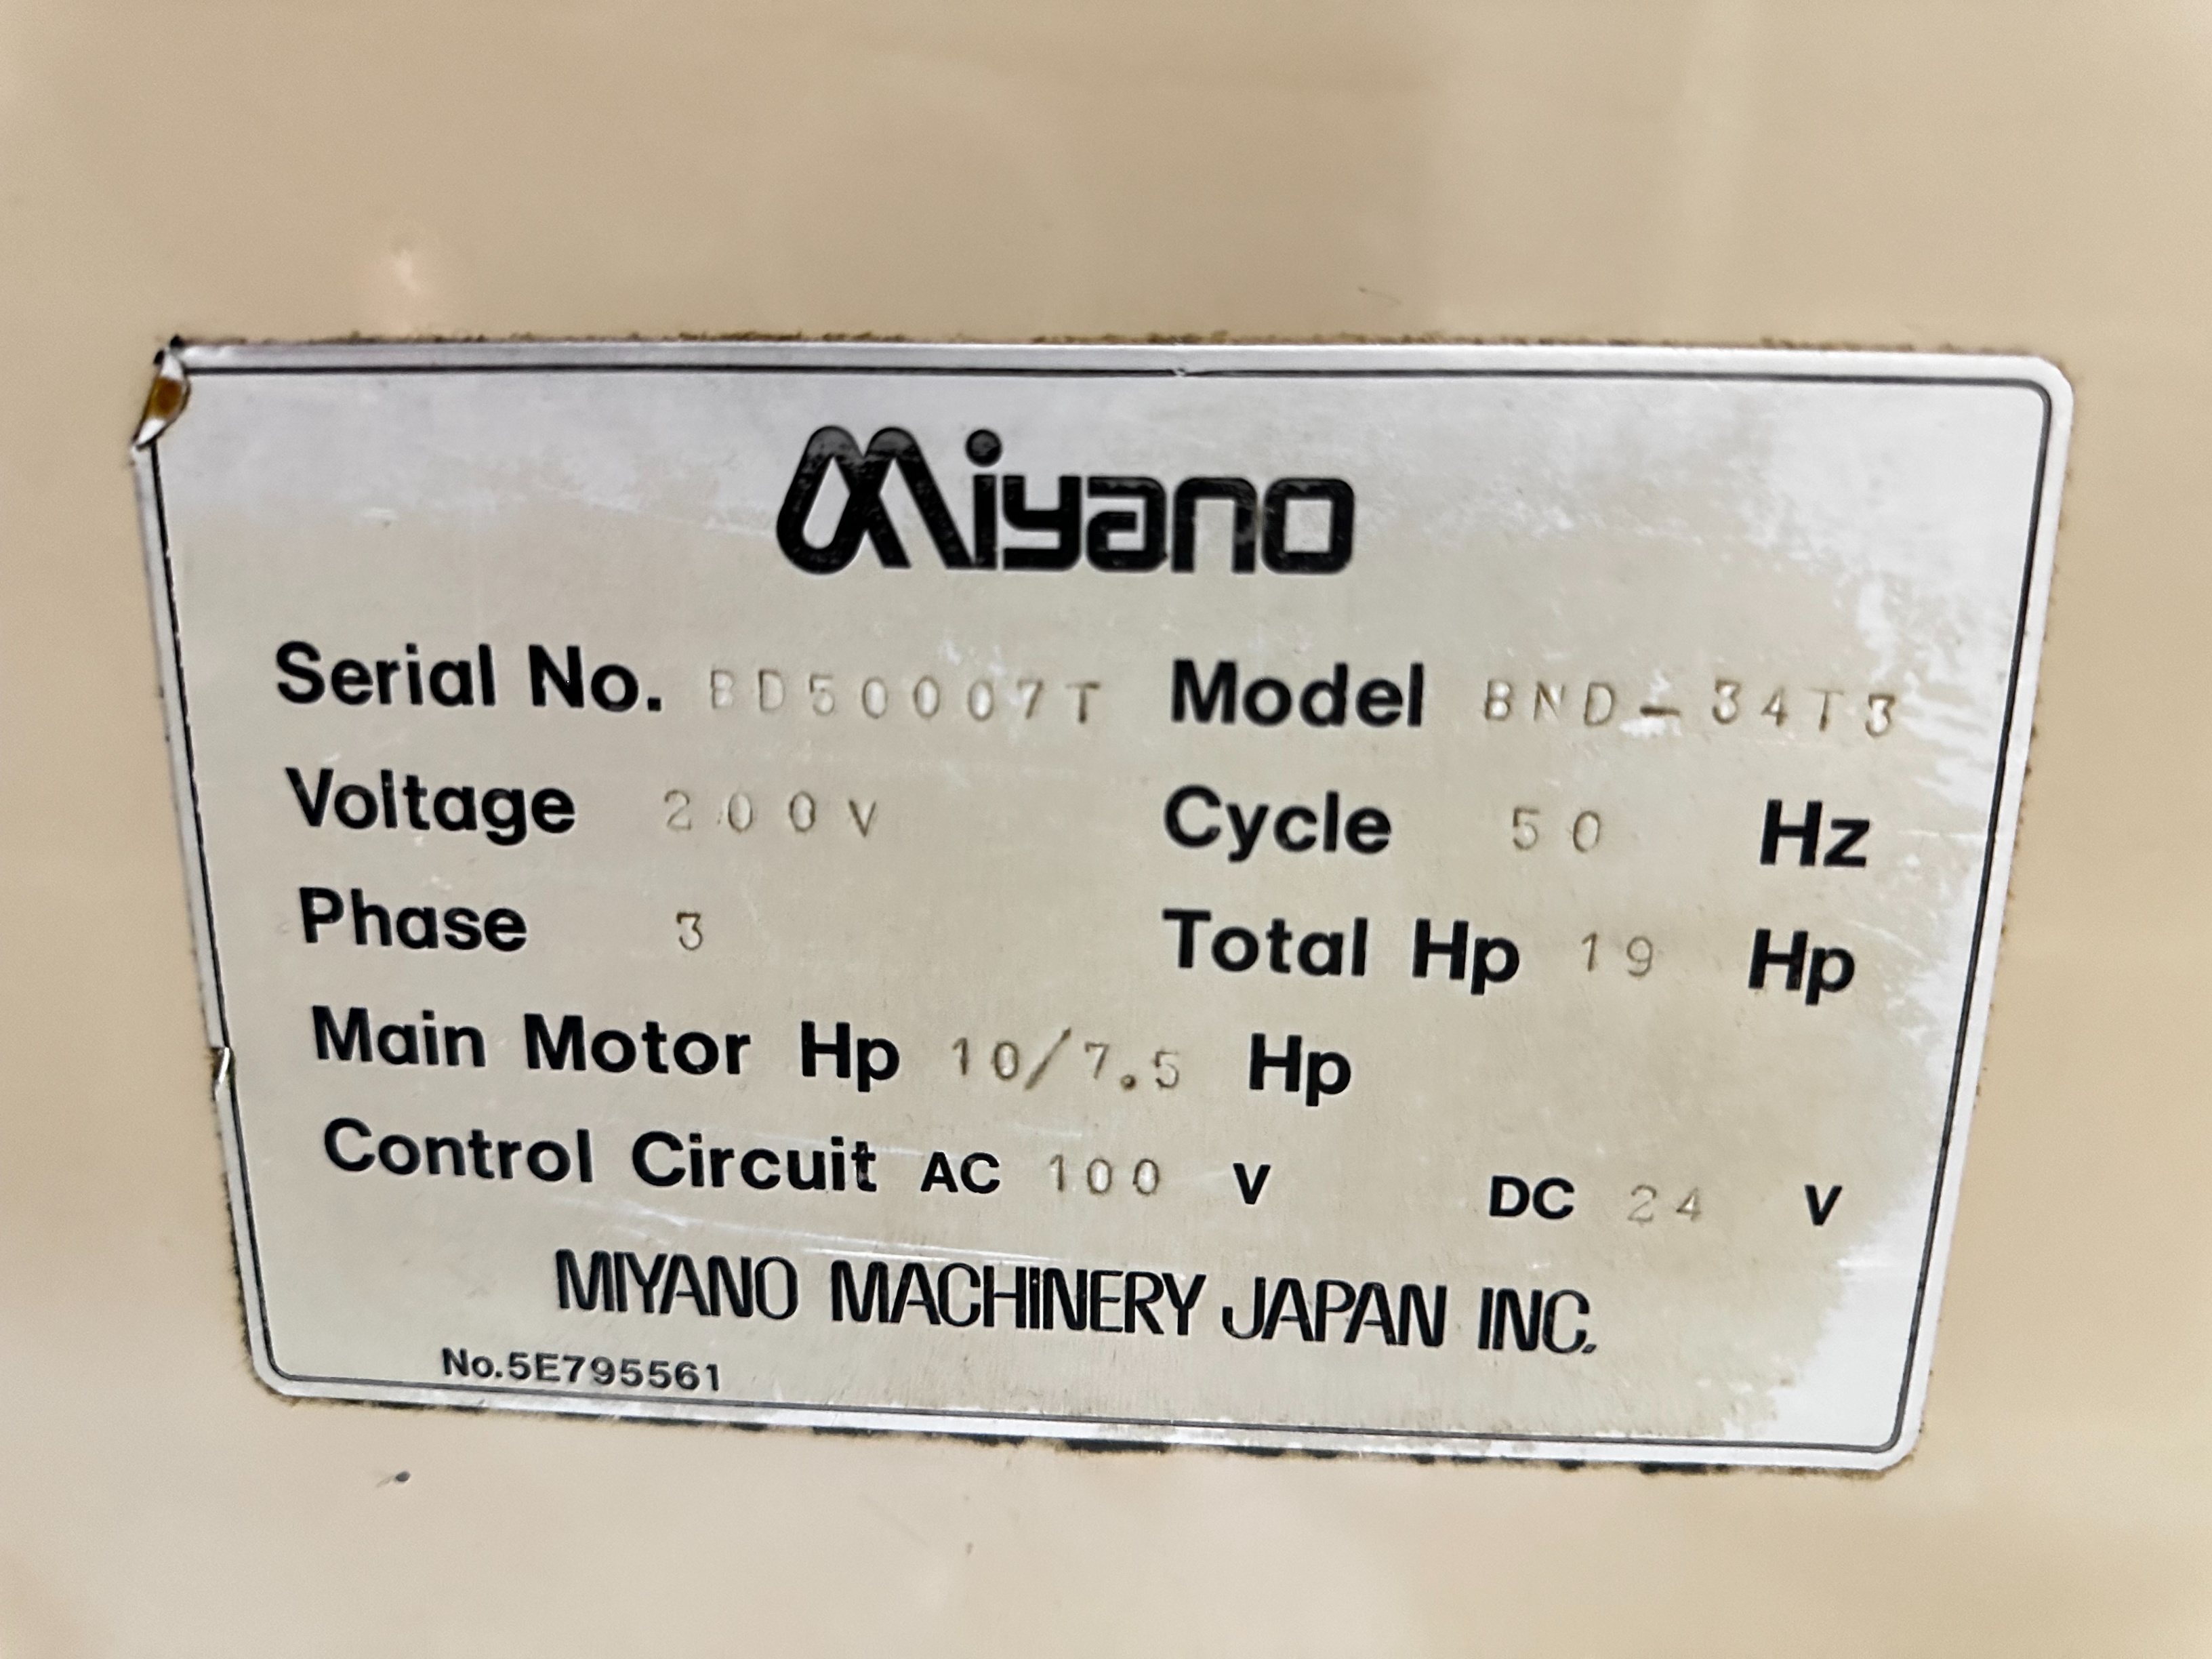 Miyano
Serial No. BD50007T Model BND-34T3
Voltage 200V Cycle 50 Hz
Phase 3 Total Hp 19 Hp
Main Motor Hp 10/7.5 Hp
Control Circuit AC 100 V DC 24 V
MIYANO MACHINERY JAPAN INC.
No.5E795561